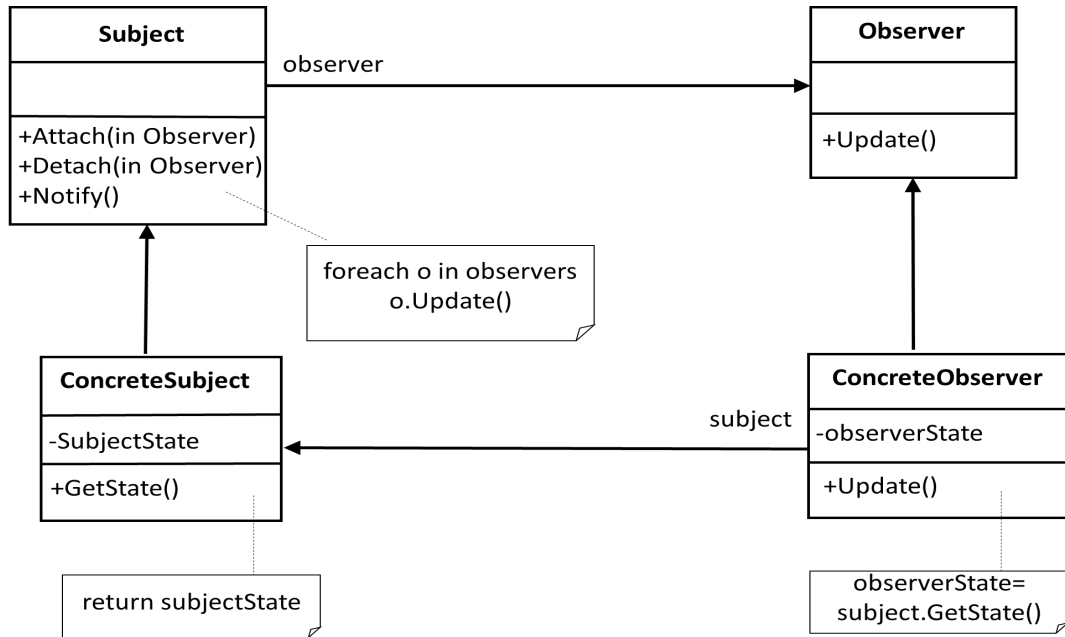 Subject
+Attach(in Observer)
+Detach(in Observer)
+Notify()
observer
Observer
+Update()
foreach o in observers
o.Update()
ConcreteSubject
-SubjectState
+GetState()
subject
ConcreteObserver
-observerState
+Update()
return subjectState
observerState=
subject.GetState()